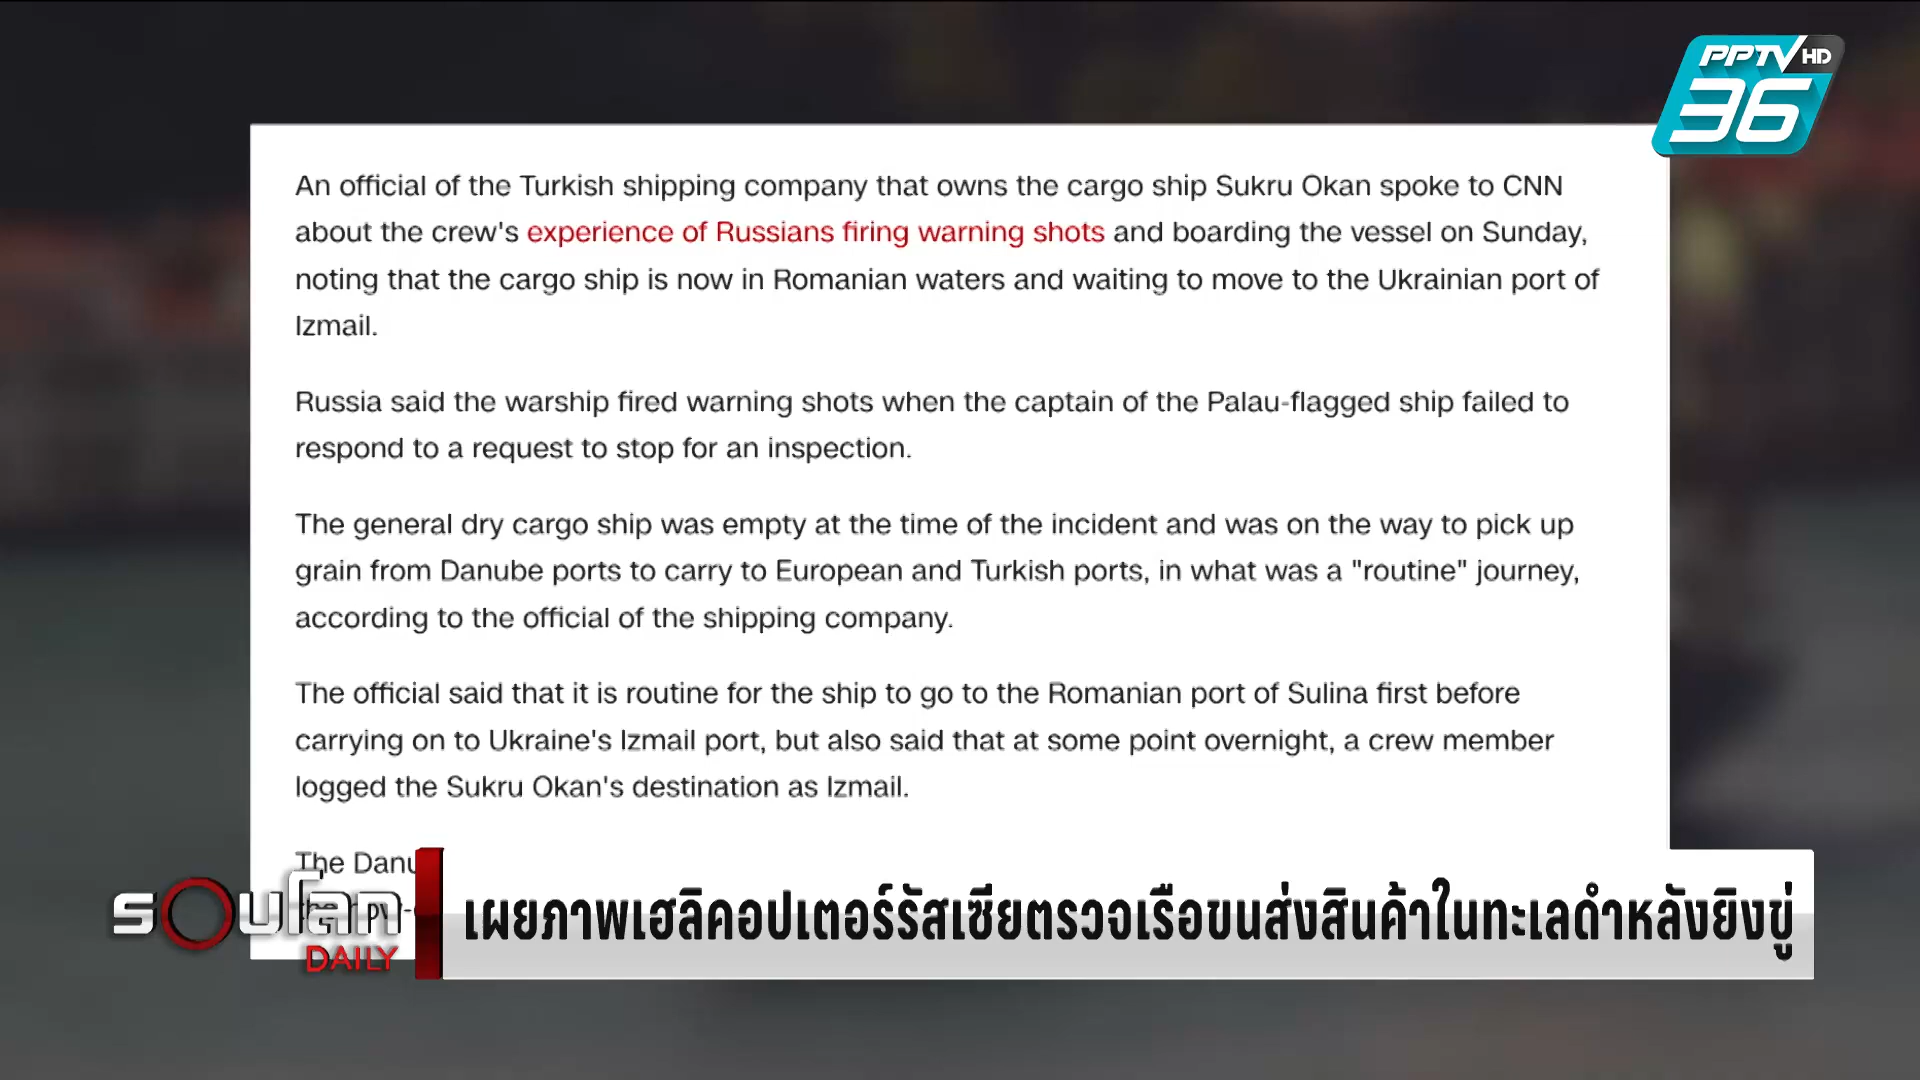 PPTV HD
36
An official of the Turkish shipping company that owns the cargo ship Sukru Okan spoke to CNN
about the crew's experience of Russians firing warning shots and boarding the vessel on Sunday,
noting that the cargo ship is now in Romanian waters and waiting to move to the Ukrainian port of
Izmail.
Russia said the warship fired warning shots when the captain of the Palau-flagged ship failed to
respond to a request to stop for an inspection.
The general dry cargo ship was empty at the time of the incident and was on the way to pick up
grain from Danube ports to carry to European and Turkish ports, in what was a "routine" journey,
according to the official of the shipping company.
The official said that it is routine for the ship to go to the Romanian port of Sulina first before
carrying on to Ukraine's Izmail port, but also said that at some point overnight, a crew member
logged the Sukru Okan's destination as Izmail.
The
รอบโลก
DAILY
เผยภาพเฮลิคอปเตอร์รัสเซียตรวจเรือขนส่งสินค้าในทะเลดำหลังยิงขู่